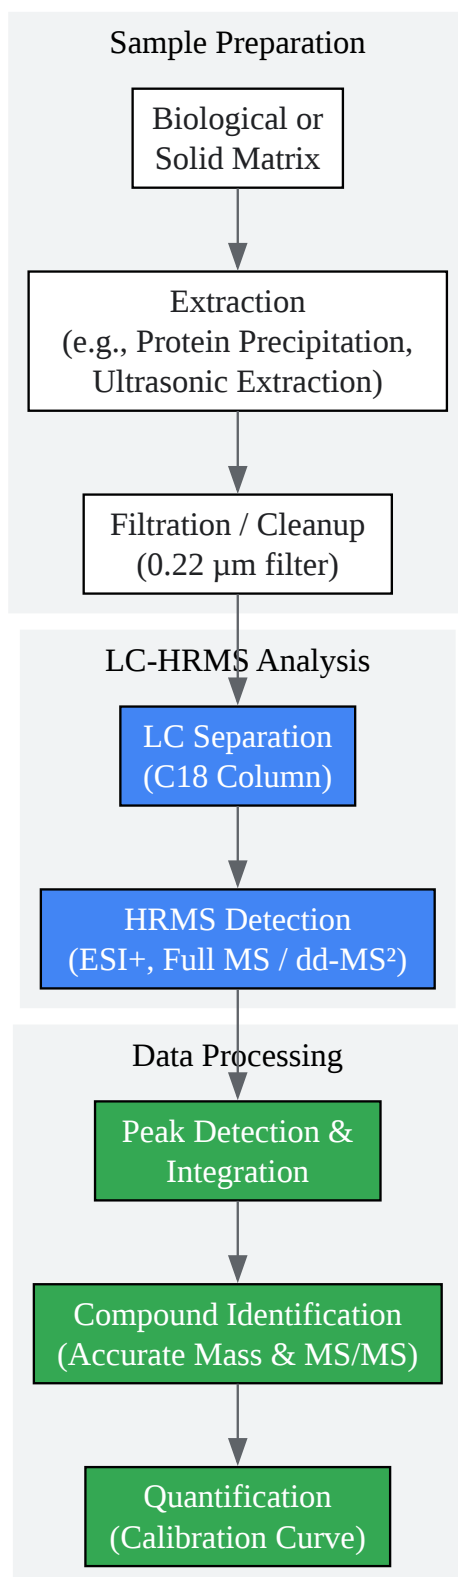 Sample Preparation
Biological or
Solid Matrix
Extraction
(e.g., Protein Precipitation,
Ultrasonic Extraction)
Filtration / Cleanup
(0.22 µm filter)
LC-HRMS Analysis
LC Separation
(C18 Column)
HRMS Detection
(ESI+, Full MS / dd-MS²)
Data Processing
Peak Detection &
Integration
Compound Identification
(Accurate Mass & MS/MS)
Quantification
(Calibration Curve)